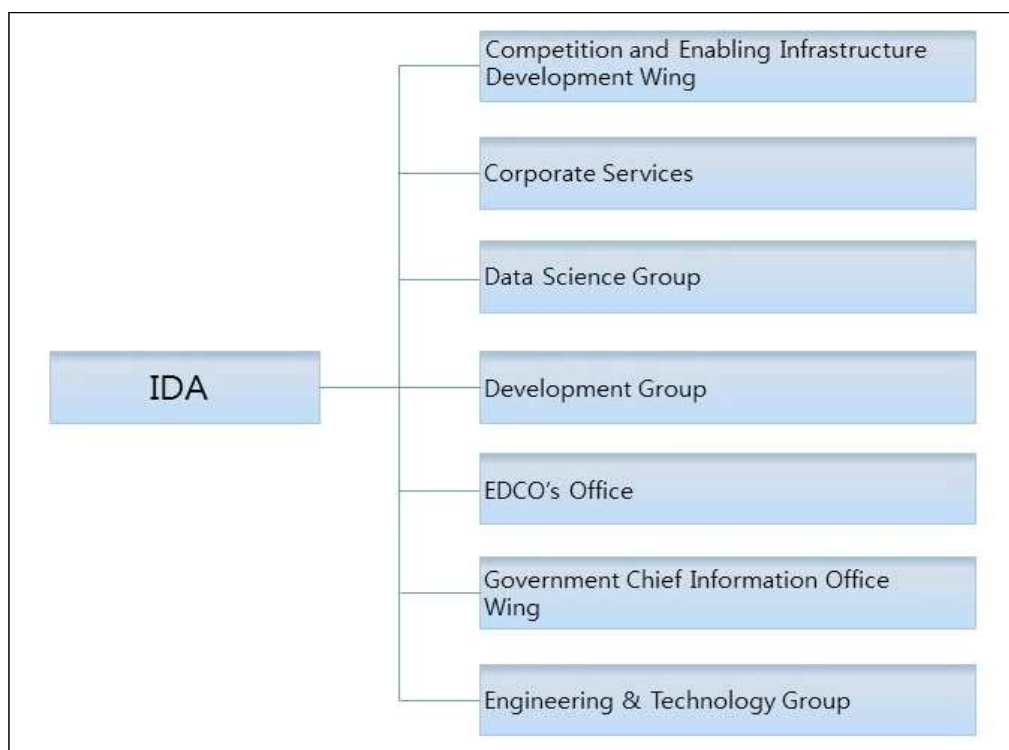 Competition and Enabling Infrastructure
Development Wing
Corporate Services
Data Science Group
IDA
Development Group
EDCO's Office
Government Chief Information Office
Wing
Engineering & Technology Group